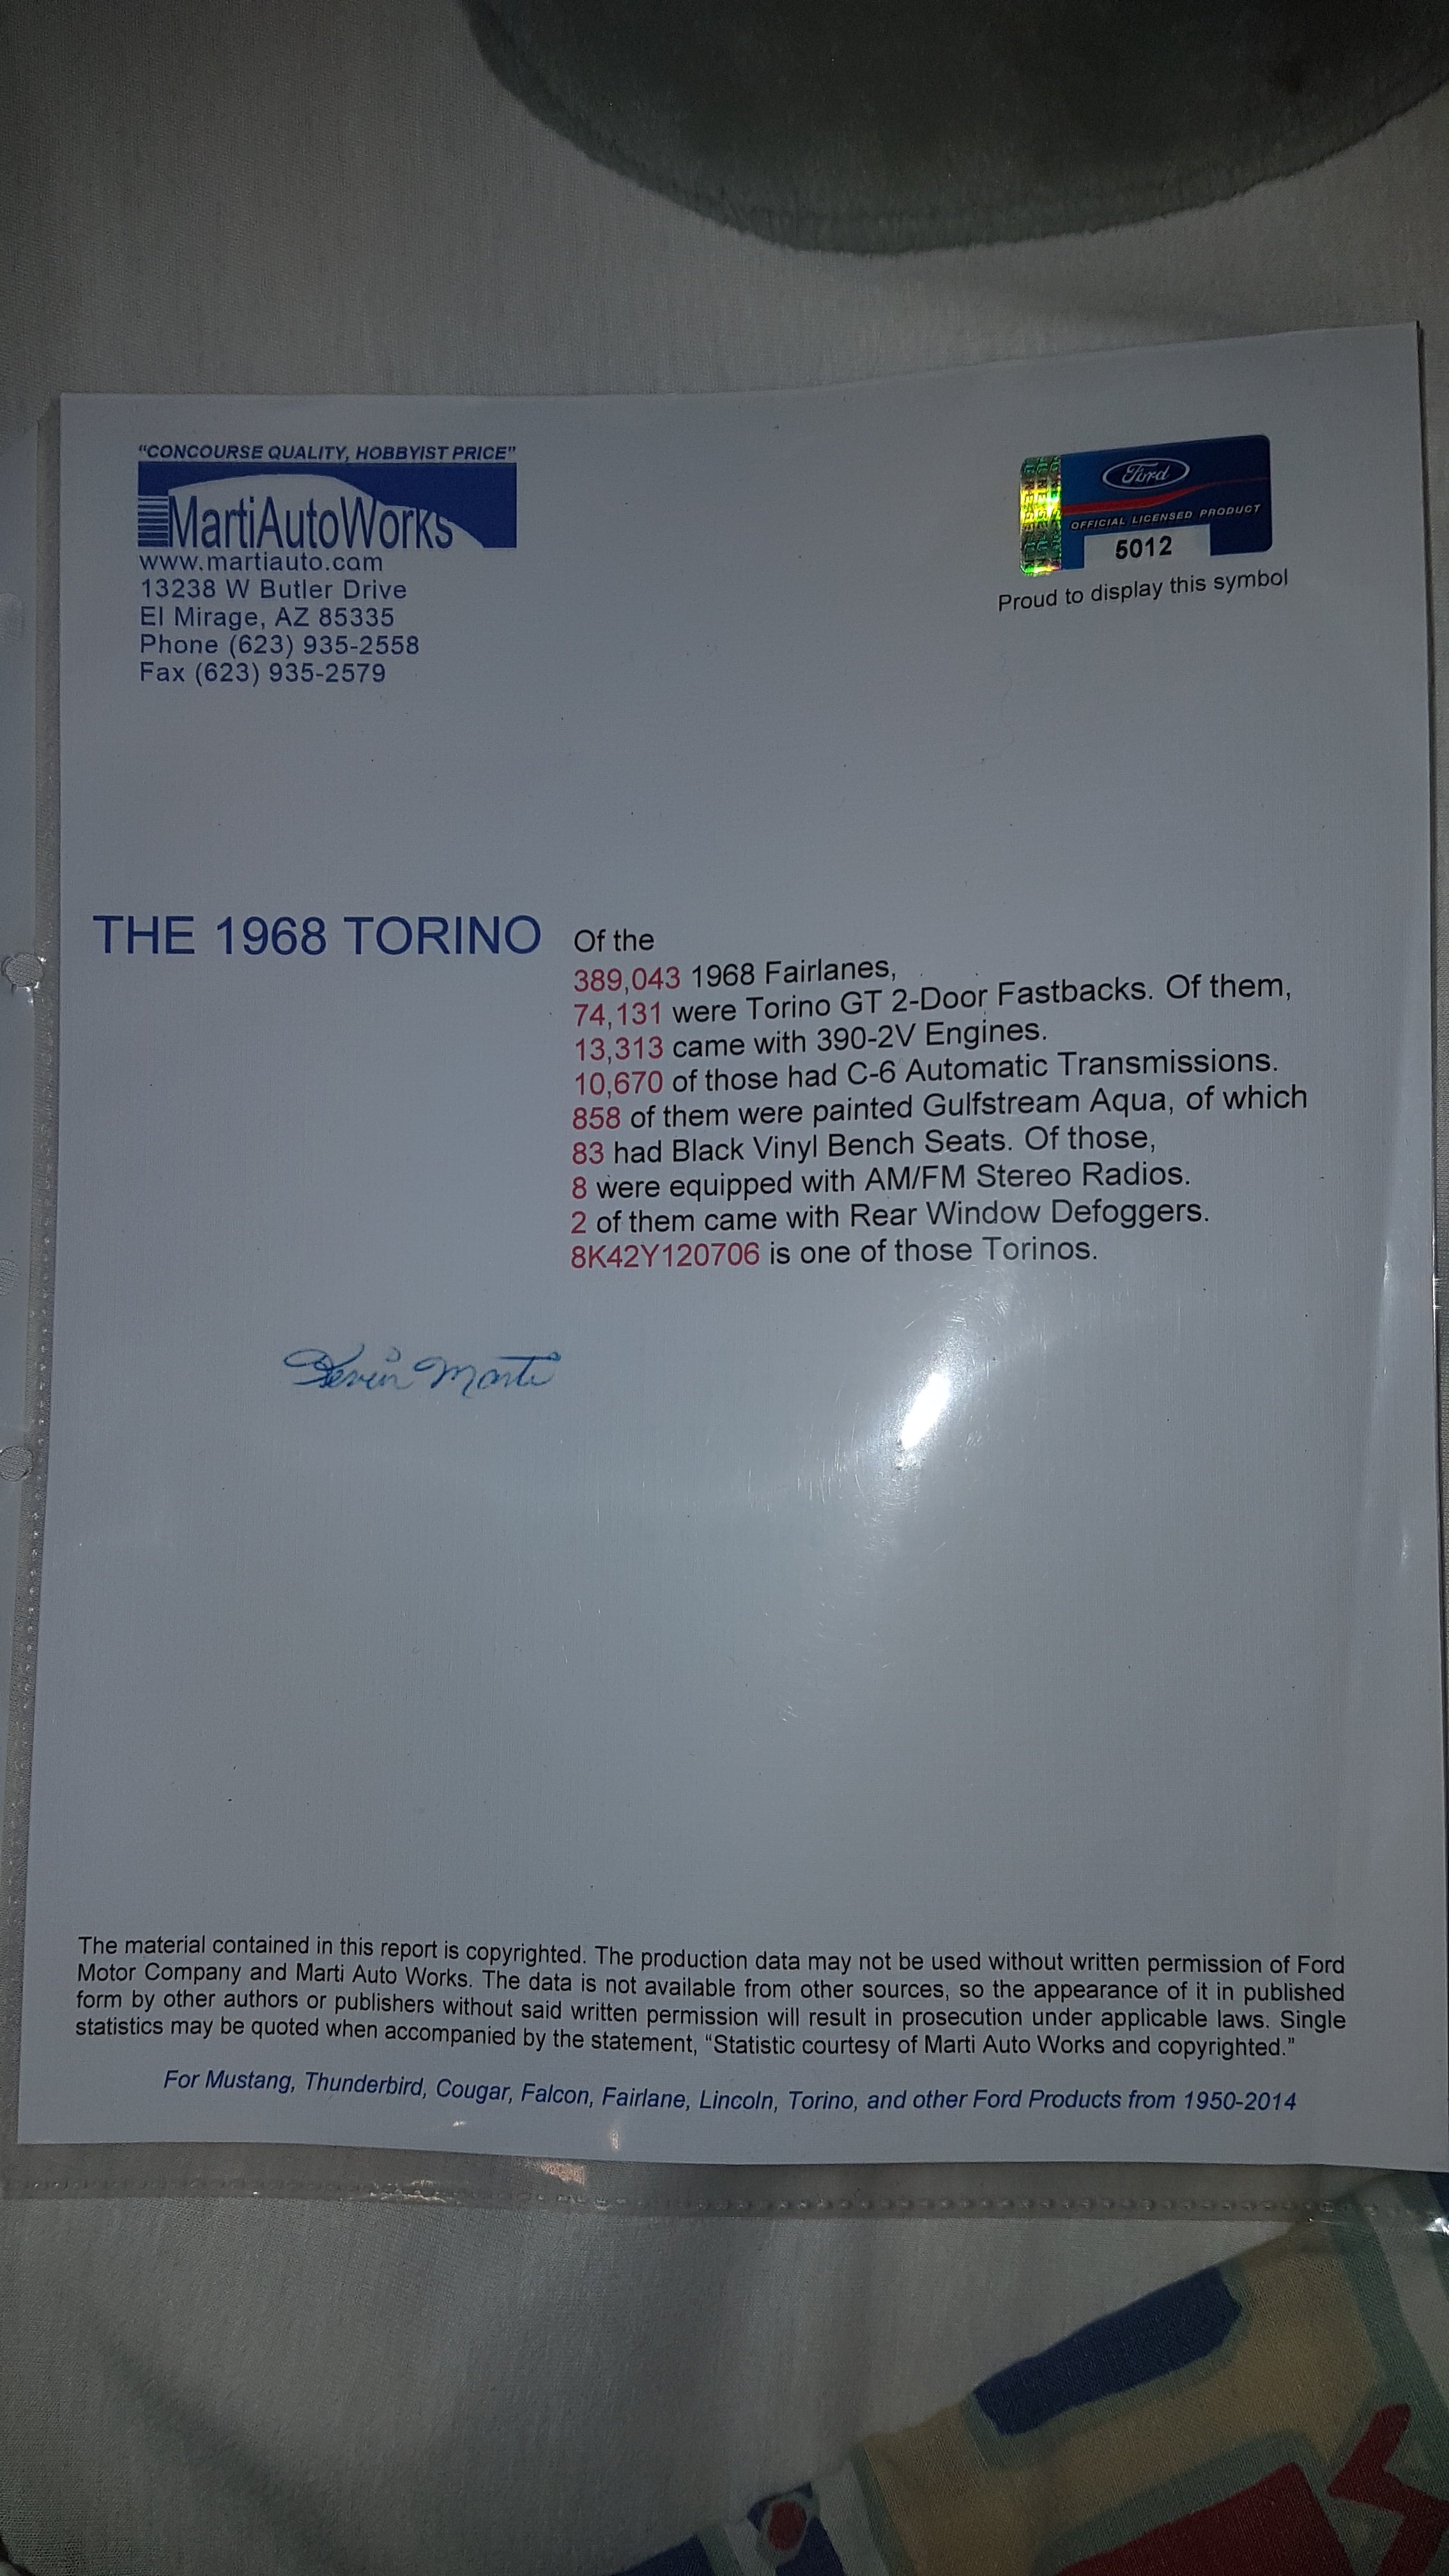 "CONCOURSE QUALITY, HOBBYIST PRICE"
MartiAutoWorks
www.martiauto.com
13238 W Butler Drive
El Mirage, AZ 85335
Phone (623) 935-2558
Fax (623) 935-2579
Ford
OFFICIAL LICENSED PRODUCT
5012
Proud to display this symbol
THE 1968 TORINO
Of the
389,043 1968 Fairlanes,
74,131 were Torino GT 2-Door Fastbacks. Of them,
13,313 came with 390-2V Engines.
10,670 of those had C-6 Automatic Transmissions.
858 of them were painted Gulfstream Aqua, of which
83 had Black Vinyl Bench Seats. Of those,
8 were equipped with AM/FM Stereo Radios.
2 of them came with Rear Window Defoggers.
8K42Y120706 is one of those Torinos.
Kevin Marti
The material contained in this report is copyrighted. The production data may not be used without written permission of Ford
Motor Company and Marti Auto Works. The data is not available from other sources, so the appearance of it in published
form by other authors or publishers without said written permission will result in prosecution under applicable laws. Single
statistics may be quoted when accompanied by the statement, "Statistic courtesy of Marti Auto Works and copyrighted."
For Mustang, Thunderbird, Cougar, Falcon, Fairlane, Lincoln, Torino, and other Ford Products from 1950-2014